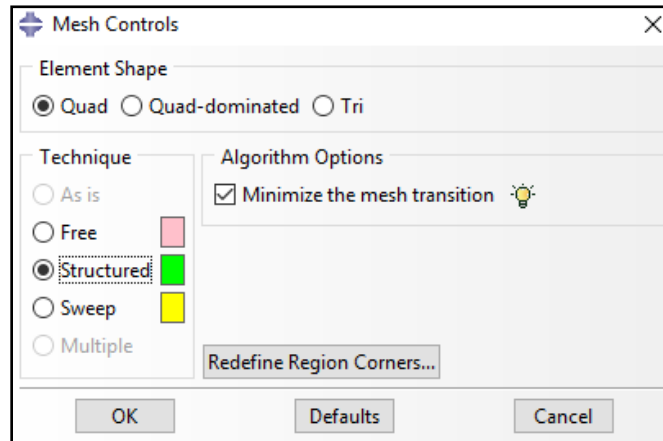 Mesh Controls
Element Shape
Quad Quad-dominated Tri
Technique
As is
Free
Structured
Sweep
Multiple
Algorithm Options
Minimize the mesh transition
Redefine Region Corners...
OK Defaults Cancel